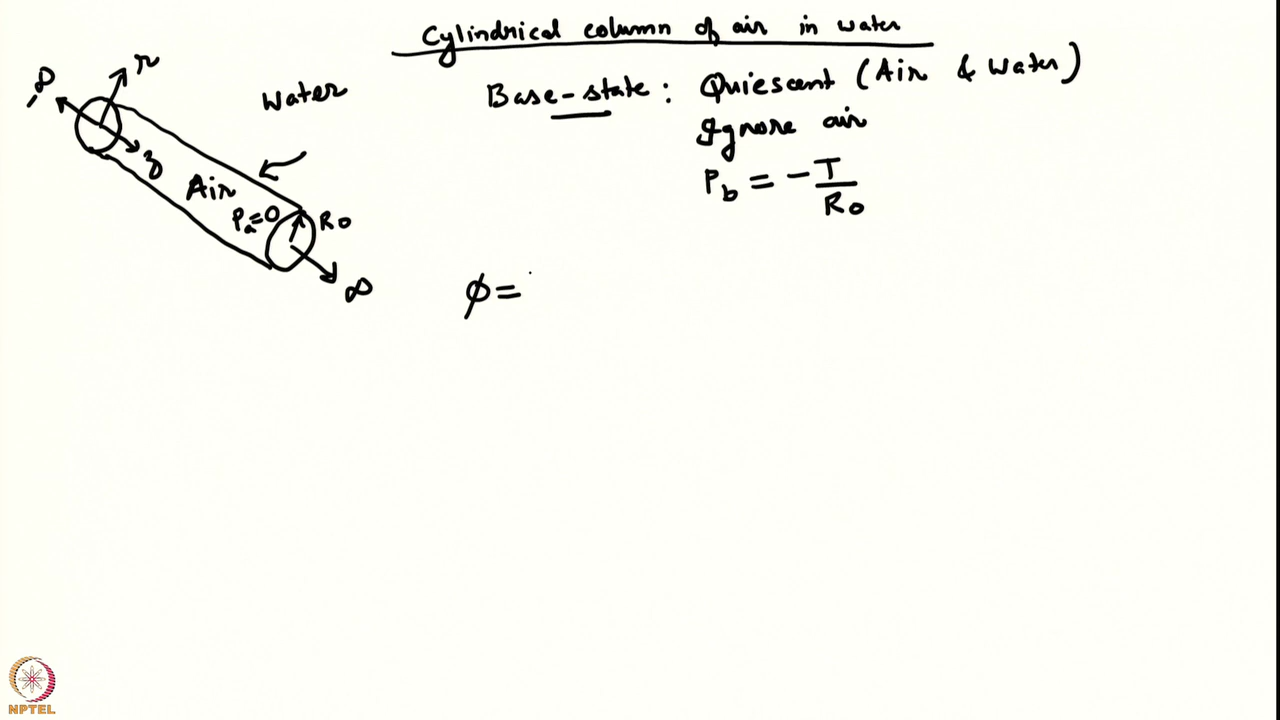 Cylindrical column of air in water
Base-state: Quiescent (Air & Water)
Ignore air
P_b = -T/R_0
∞
r
z
Water
Air
P_a=0
R_0
∞
φ=
NPTEL